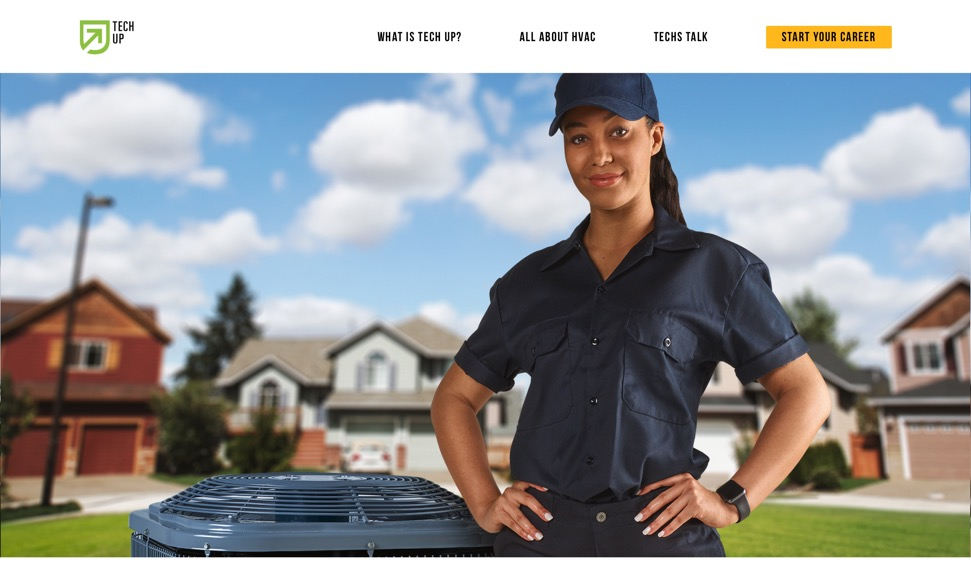 TECH
UP
WHAT IS TECH UP?
ALL ABOUT HVAC
TECHS TALK
START YOUR CAREER